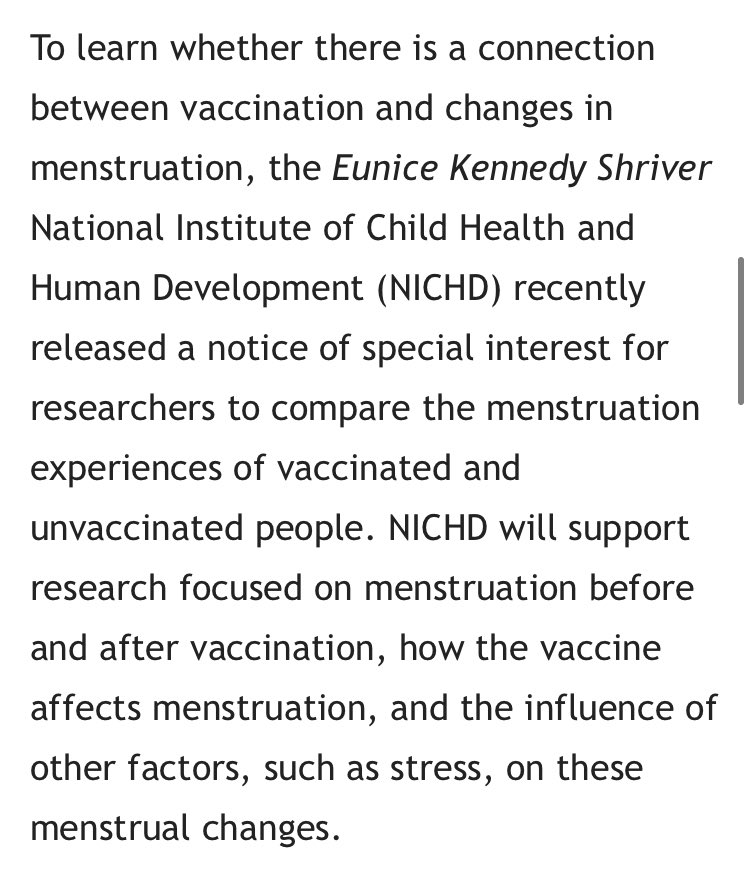 To learn whether there is a connection
between vaccination and changes in
menstruation, the Eunice Kennedy Shriver
National Institute of Child Health and
Human Development (NICHD) recently
released a notice of special interest for
researchers to compare the menstruation
experiences of vaccinated and
unvaccinated people. NICHD will support
research focused on menstruation before
and after vaccination, how the vaccine
affects menstruation, and the influence of
other factors, such as stress, on these
menstrual changes.